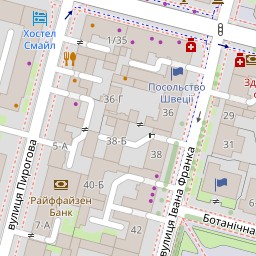 Хостел
Смайл
1/35
Посольство
Швеції
Зд
36-Г
36
29
31
38-Б
5-А
38
вулиця Пирогова
вулиця Івана Франка
40-Б
Райффайзен
Банк
7-А
42
Ботанічна